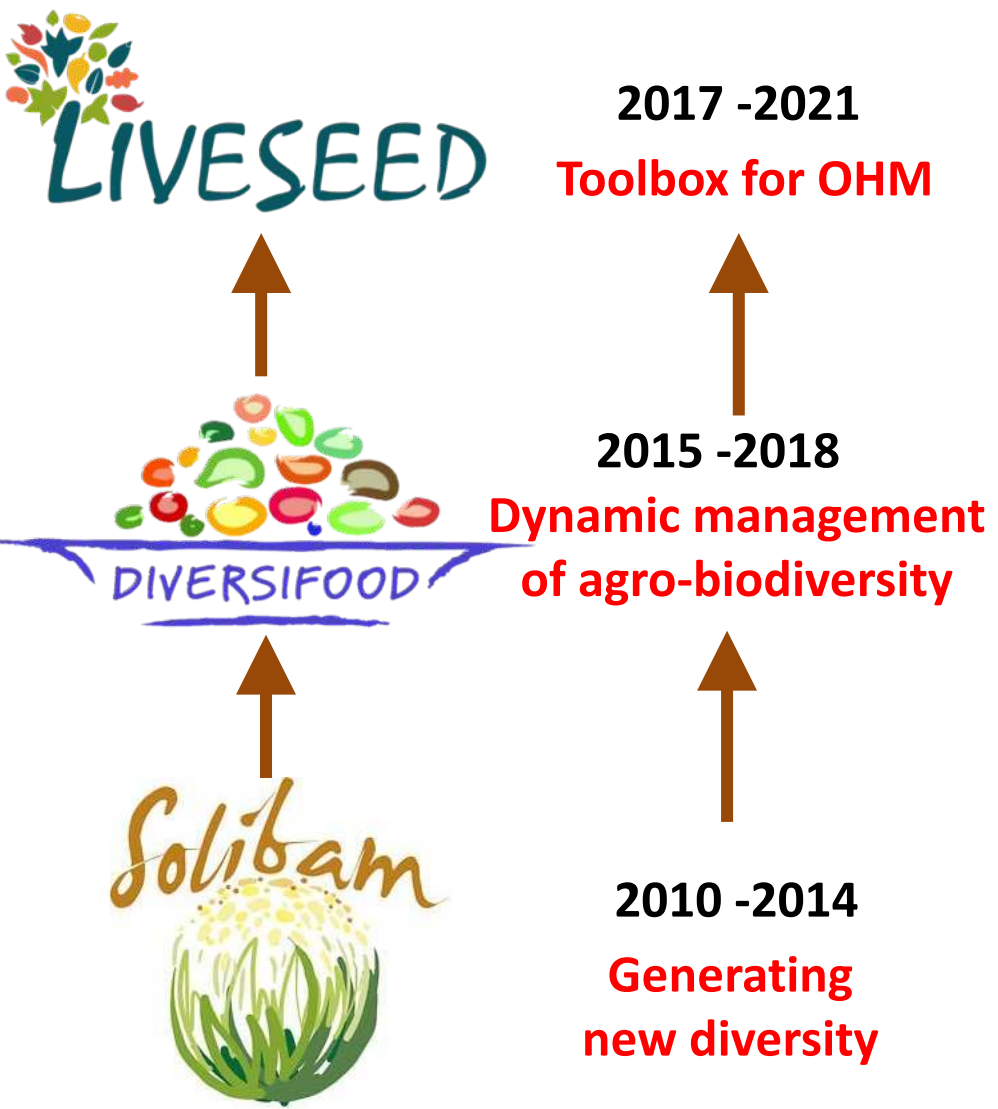 LIVESEED
2017 -2021
Toolbox for OHM
2015 -2018
Dynamic management
of agro-biodiversity
DIVERSIFOOD
Solibam
2010 -2014
Generating
new diversity